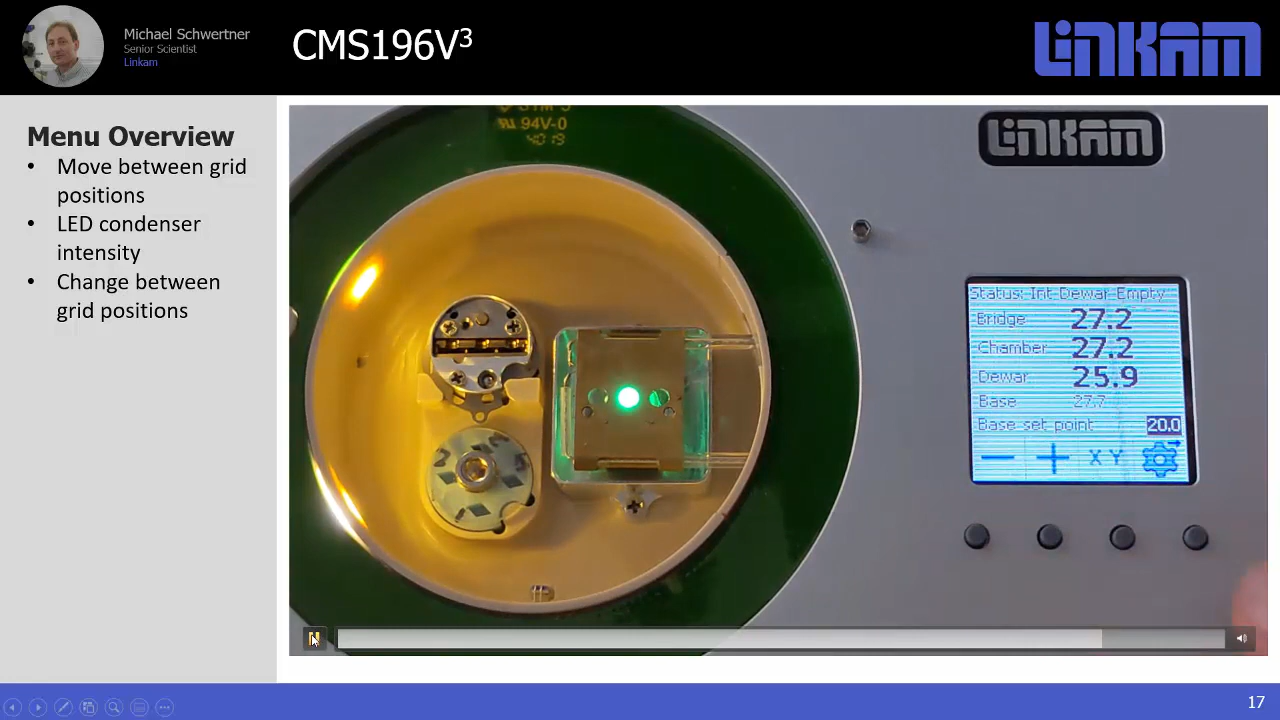 Michael Schwertner
Senior Scientist
Linkam
CMS196V³
LINKAM
Menu Overview
• Move between grid
positions
• LED condenser
intensity
• Change between
grid positions
94V-0
4019
LINKAM
Status: Int Dewar Empty
Bridge 27.2
Chamber 27.2
Dewar 25.9
Base 27.7
Base set point 20.0
− + X Y
17